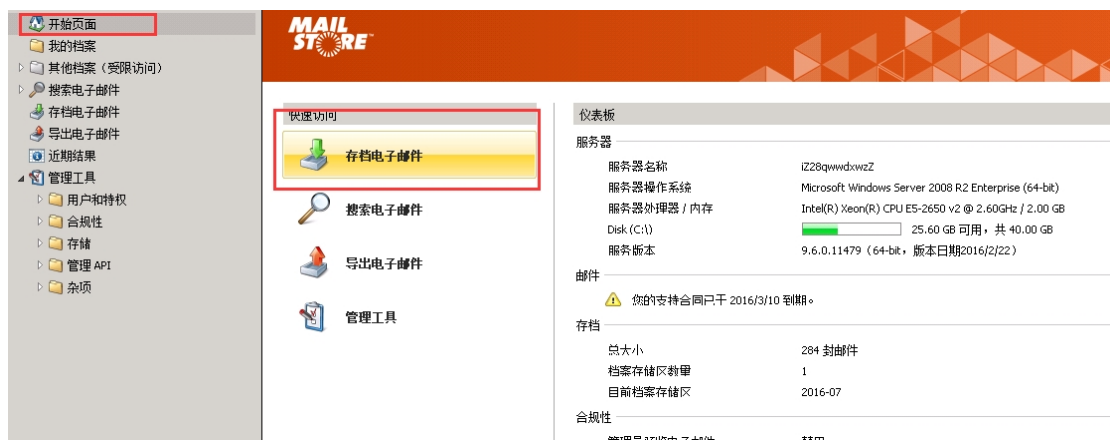 开始页面
我的档案
其他档案（受限访问）
搜索电子邮件
存档电子邮件
导出电子邮件
近期结果
管理工具
用户和特权
合规性
存储
管理 API
杂项
MAIL
STORE
快速访问
存档电子邮件
搜索电子邮件
导出电子邮件
管理工具
仪表板
服务器
服务器名称 iZ28qwwdxwzZ
服务器操作系统 Microsoft Windows Server 2008 R2 Enterprise (64-bit)
服务器处理器 / 内存 Intel(R) Xeon(R) CPU E5-2650 v2 @ 2.60GHz / 2.00 GB
Disk (C:\) 25.60 GB 可用，共 40.00 GB
服务版本 9.6.0.11479（64-bit，版本日期2016/2/22）
邮件
您的支持合同已于 2016/3/10 到期。
存档
总大小 284 封邮件
档案存储区数量 1
目前档案存储区 2016-07
合规性